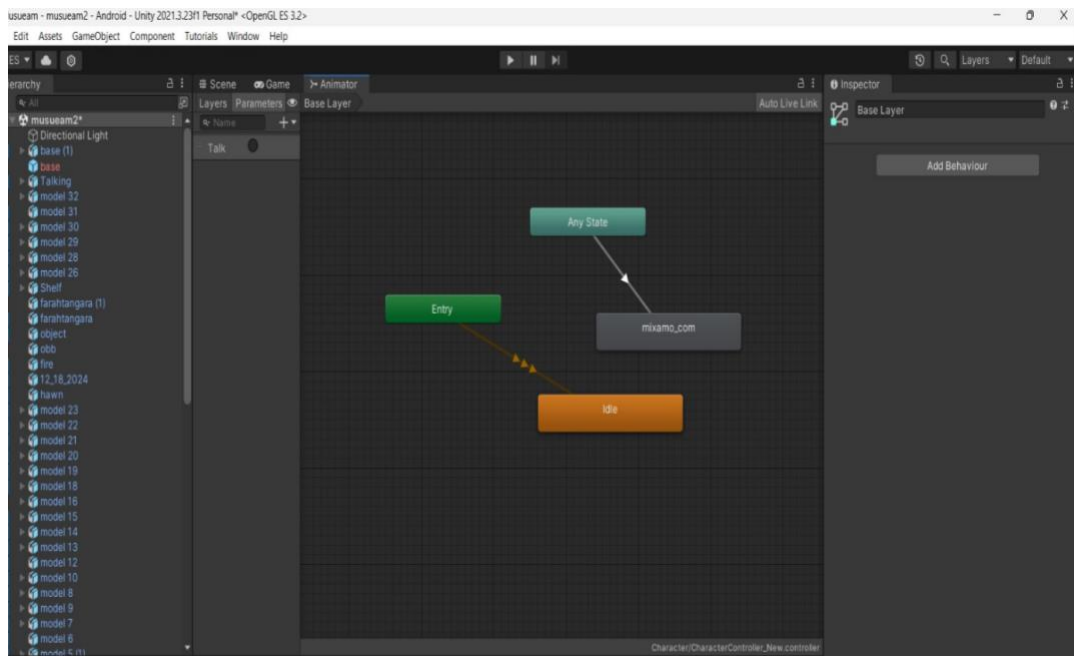 usueam - musueam2 - Android - Unity 2021.3.23f1 Personal* <OpenGL ES 3.2>
Edit Assets GameObject Component Tutorials Window Help
ES
Layers
Default
erarchy
All
musueam2*
Directional Light
base (1)
base
Talking
model 32
model 31
model 30
model 29
model 28
model 26
Shelf
farahtangara (1)
farahtangara
object
obb
fire
12_18_2024
hawn
model 23
model 22
model 21
model 20
model 19
model 18
model 16
model 15
model 14
model 13
model 12
model 10
model 8
model 9
model 7
model 6
model 5 (1)
Scene Game Animator
Layers Parameters Base Layer Auto Live Link
Name
Talk
Any State
Entry
mixamo_com
Idle
Character/CharacterController_New.controller
Inspector
Base Layer
Add Behaviour